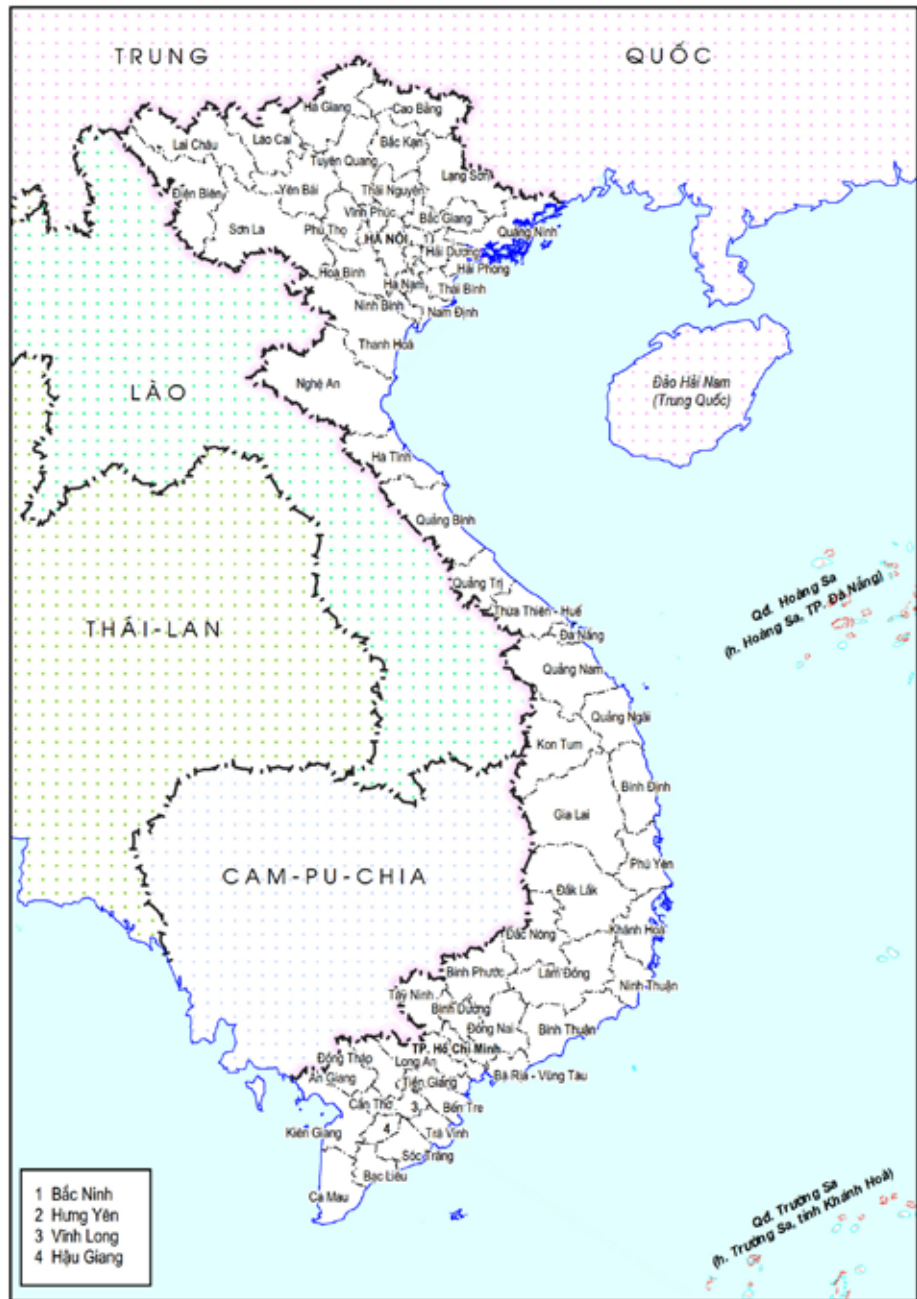 TRUNG QUỐC
Hà Giang
Cao Bằng
Lai Châu
Lào Cai
Bắc Kạn
Tuyên Quang
Lạng Sơn
Điện Biên
Yên Bái
Thái Nguyên
Vĩnh Phúc
Bắc Giang
Sơn La
Phú Thọ
HÀ NỘI
1
Quảng Ninh
Hải Dương
Hoà Bình
Hải Phòng
Hà Nam
Thái Bình
Ninh Bình
Nam Định
Thanh Hoá
Nghệ An
LÀO
Đảo Hải Nam
(Trung Quốc)
Hà Tĩnh
Quảng Bình
Quảng Trị
Thừa Thiên - Huế
Qđ. Hoàng Sa
(h. Hoàng Sa, TP. Đà Nẵng)
THÁI-LAN
Đà Nẵng
Quảng Nam
Quảng Ngãi
Kon Tum
Bình Định
Gia Lai
Phú Yên
CAM-PU-CHIA
Đắk Lắk
Khánh Hoà
Đắc Nông
Bình Phước
Lâm Đồng
Ninh Thuận
Tây Ninh
Bình Dương
Đồng Nai
Bình Thuận
TP. Hồ Chí Minh
Đồng Tháp
Long An
Bà Rịa - Vũng Tàu
An Giang
Tiền Giang
Cần Thơ
3
Bến Tre
Kiên Giang
4
Trà Vinh
Sóc Trăng
Bạc Liêu
Cà Mau
Qđ. Trường Sa
(h. Trường Sa, tỉnh Khánh Hoà)
1 Bắc Ninh
2 Hưng Yên
3 Vĩnh Long
4 Hậu Giang